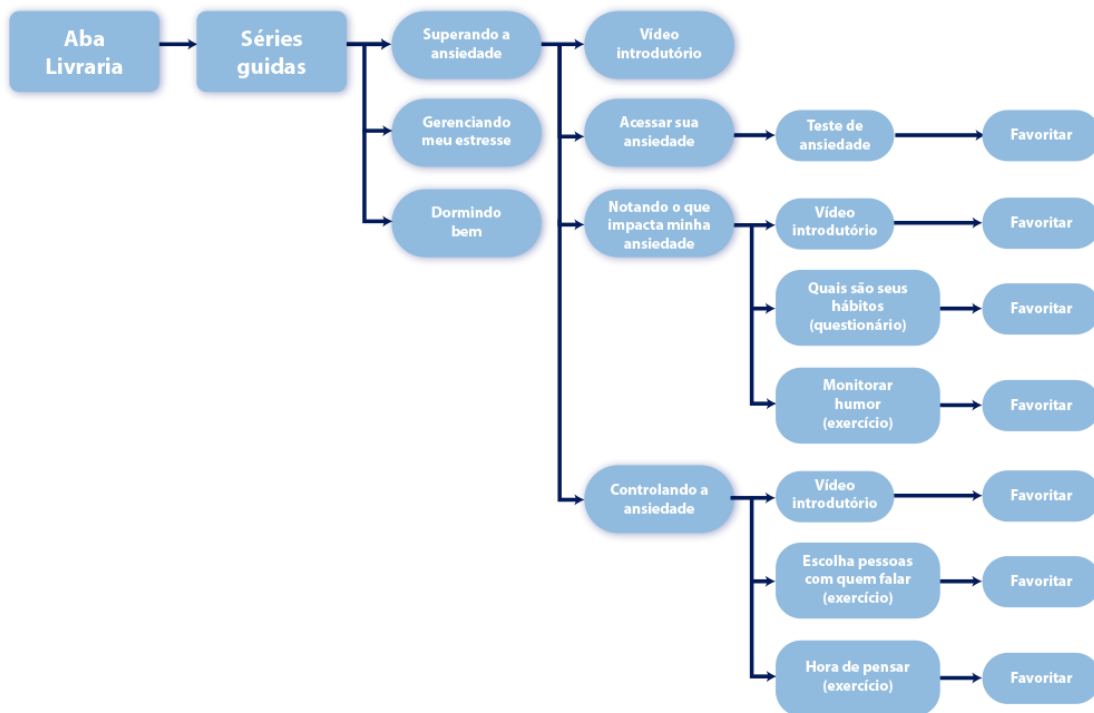 Aba
Livraria
Séries
guidas
Superando a
ansiedade
Vídeo
introdutório
Gerenciando
meu estresse
Acessar sua
ansiedade
Teste de
ansiedade
Favoritar
Dormindo
bem
Notando o que
impacta minha
ansiedade
Vídeo
introdutório
Favoritar
Quais são seus
hábitos
(questionário)
Favoritar
Monitorar
humor
(exercício)
Favoritar
Controlando a
ansiedade
Vídeo
introdutório
Favoritar
Escolha pessoas
com quem falar
(exercício)
Favoritar
Hora de pensar
(exercício)
Favoritar